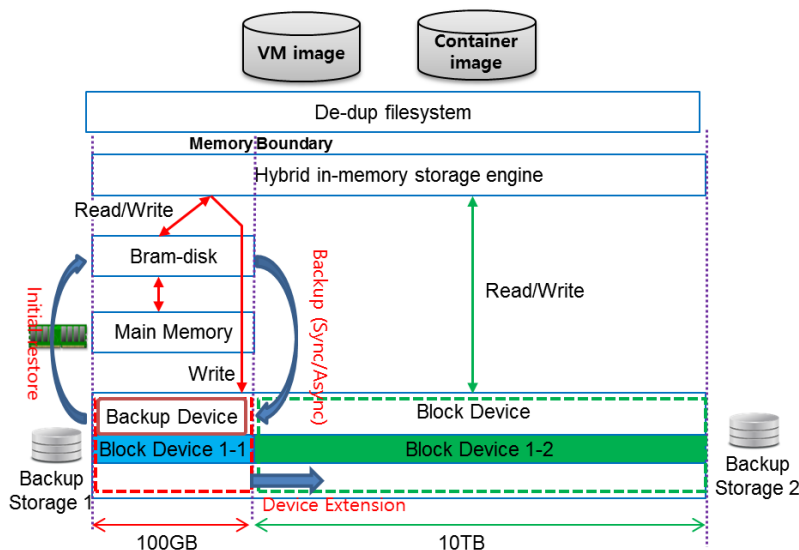 VM image
Container
image
De-dup filesystem
Memory Boundary
Hybrid in-memory storage engine
Read/Write
Bram-disk
Initial restore
Backup (Sync/Async)
Read/Write
Main Memory
Write
Backup Device
Block Device
Block Device 1-1
Block Device 1-2
Backup
Storage 1
Backup
Storage 2
Device Extension
100GB
10TB